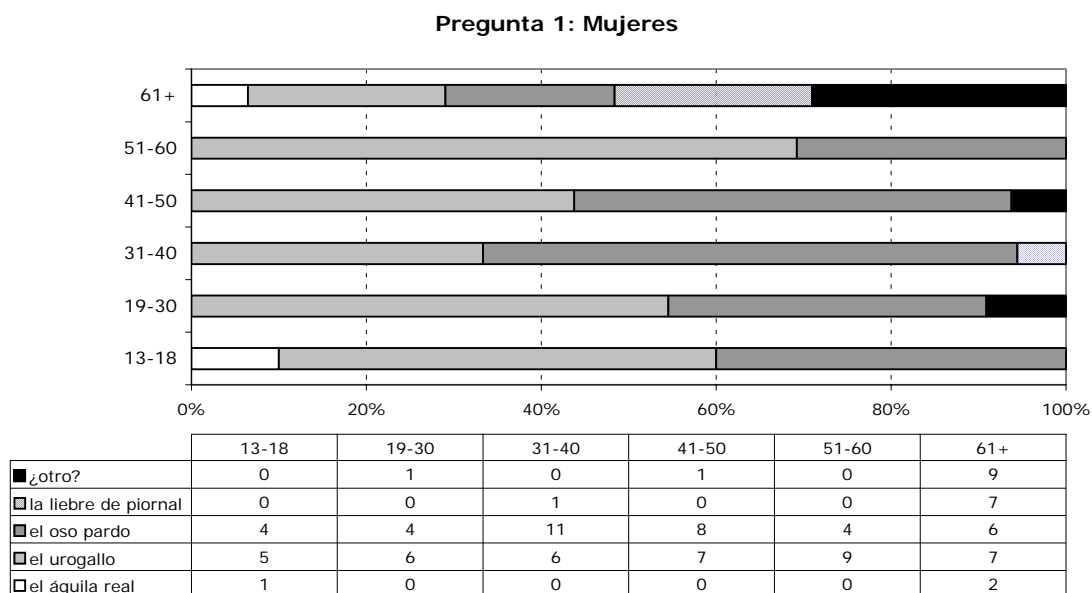 Pregunta 1: Mujeres
61+
51-60
41-50
31-40
19-30
13-18
0% 20% 40% 60% 80% 100%
13-18 19-30 31-40 41-50 51-60 61+
¿otro? 0 1 0 1 0 9
la liebre de piornal 0 0 1 0 0 7
el oso pardo 4 4 11 8 4 6
el urogallo 5 6 6 7 9 7
el águila real 1 0 0 0 0 2